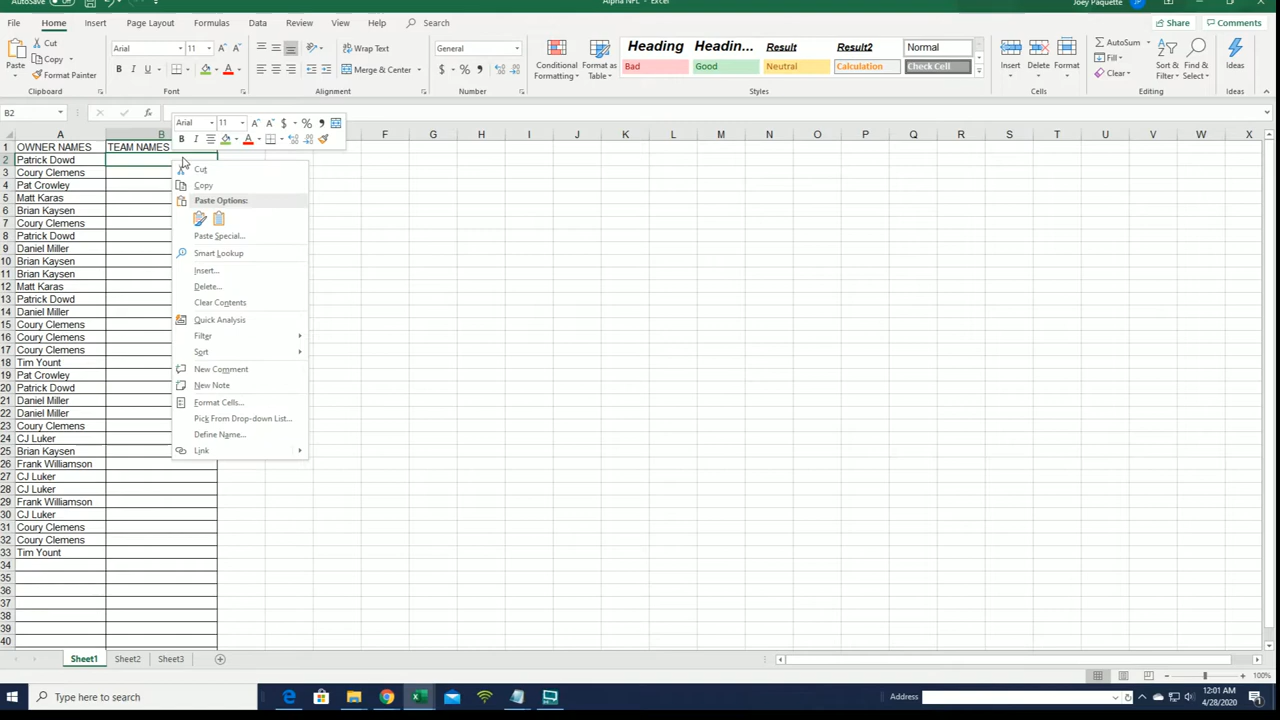 AutoSave
Alpha NFL - Excel
Joey Paquette
JP
File Home Insert Page Layout Formulas Data Review View Help Search Share Comments
Paste
Cut
Copy
Format Painter
Clipboard
Arial 11
B I U
Font
Wrap Text
Merge & Center
Alignment
General
$ % ,
Number
Conditional Formatting
Format as Table
Heading Headin... Result Result2 Normal
Bad Good Neutral Calculation Check Cell
Styles
Insert Delete Format
Cells
AutoSum
Fill
Clear
Sort & Filter
Find & Select
Editing
Ideas
Ideas
B2 fx
Arial 11 $ % ,
B I
A B F G H I J K L M N O P Q R S T U V W X
1 OWNER NAMES TEAM NAMES
2 Patrick Dowd
3 Coury Clemens
4 Pat Crowley
5 Matt Karas
6 Brian Kaysen
7 Coury Clemens
8 Patrick Dowd
9 Daniel Miller
10 Brian Kaysen
11 Brian Kaysen
12 Matt Karas
13 Patrick Dowd
14 Daniel Miller
15 Coury Clemens
16 Coury Clemens
17 Coury Clemens
18 Tim Yount
19 Pat Crowley
20 Patrick Dowd
21 Daniel Miller
22 Daniel Miller
23 Coury Clemens
24 CJ Luker
25 Brian Kaysen
26 Frank Williamson
27 CJ Luker
28 CJ Luker
29 Frank Williamson
30 CJ Luker
31 Coury Clemens
32 Coury Clemens
33 Tim Yount
34
35
36
37
38
39
40
Cut
Copy
Paste Options:
Paste Special...
Smart Lookup
Insert...
Delete...
Clear Contents
Quick Analysis
Filter
Sort
New Comment
New Note
Format Cells...
Pick From Drop-down List...
Define Name...
Link
Sheet1 Sheet2 Sheet3
100%
Type here to search
Address
12:01 AM
4/28/2020